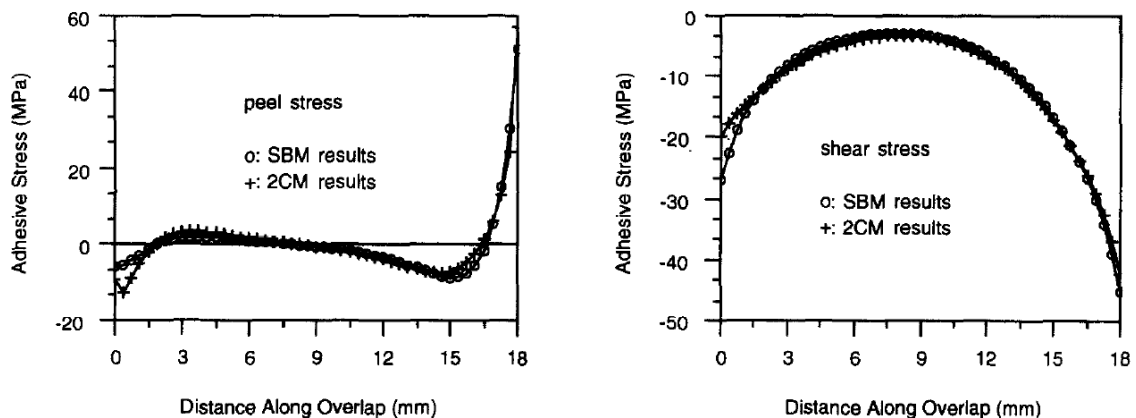 60
40
20
0
-20
Adhesive Stress (MPa)
peel stress
o: SBM results
+: 2CM results
0 3 6 9 12 15 18
Distance Along Overlap (mm)
0
-10
-20
-30
-40
-50
Adhesive Stress (MPa)
shear stress
o: SBM results
+: 2CM results
0 3 6 9 12 15 18
Distance Along Overlap (mm)